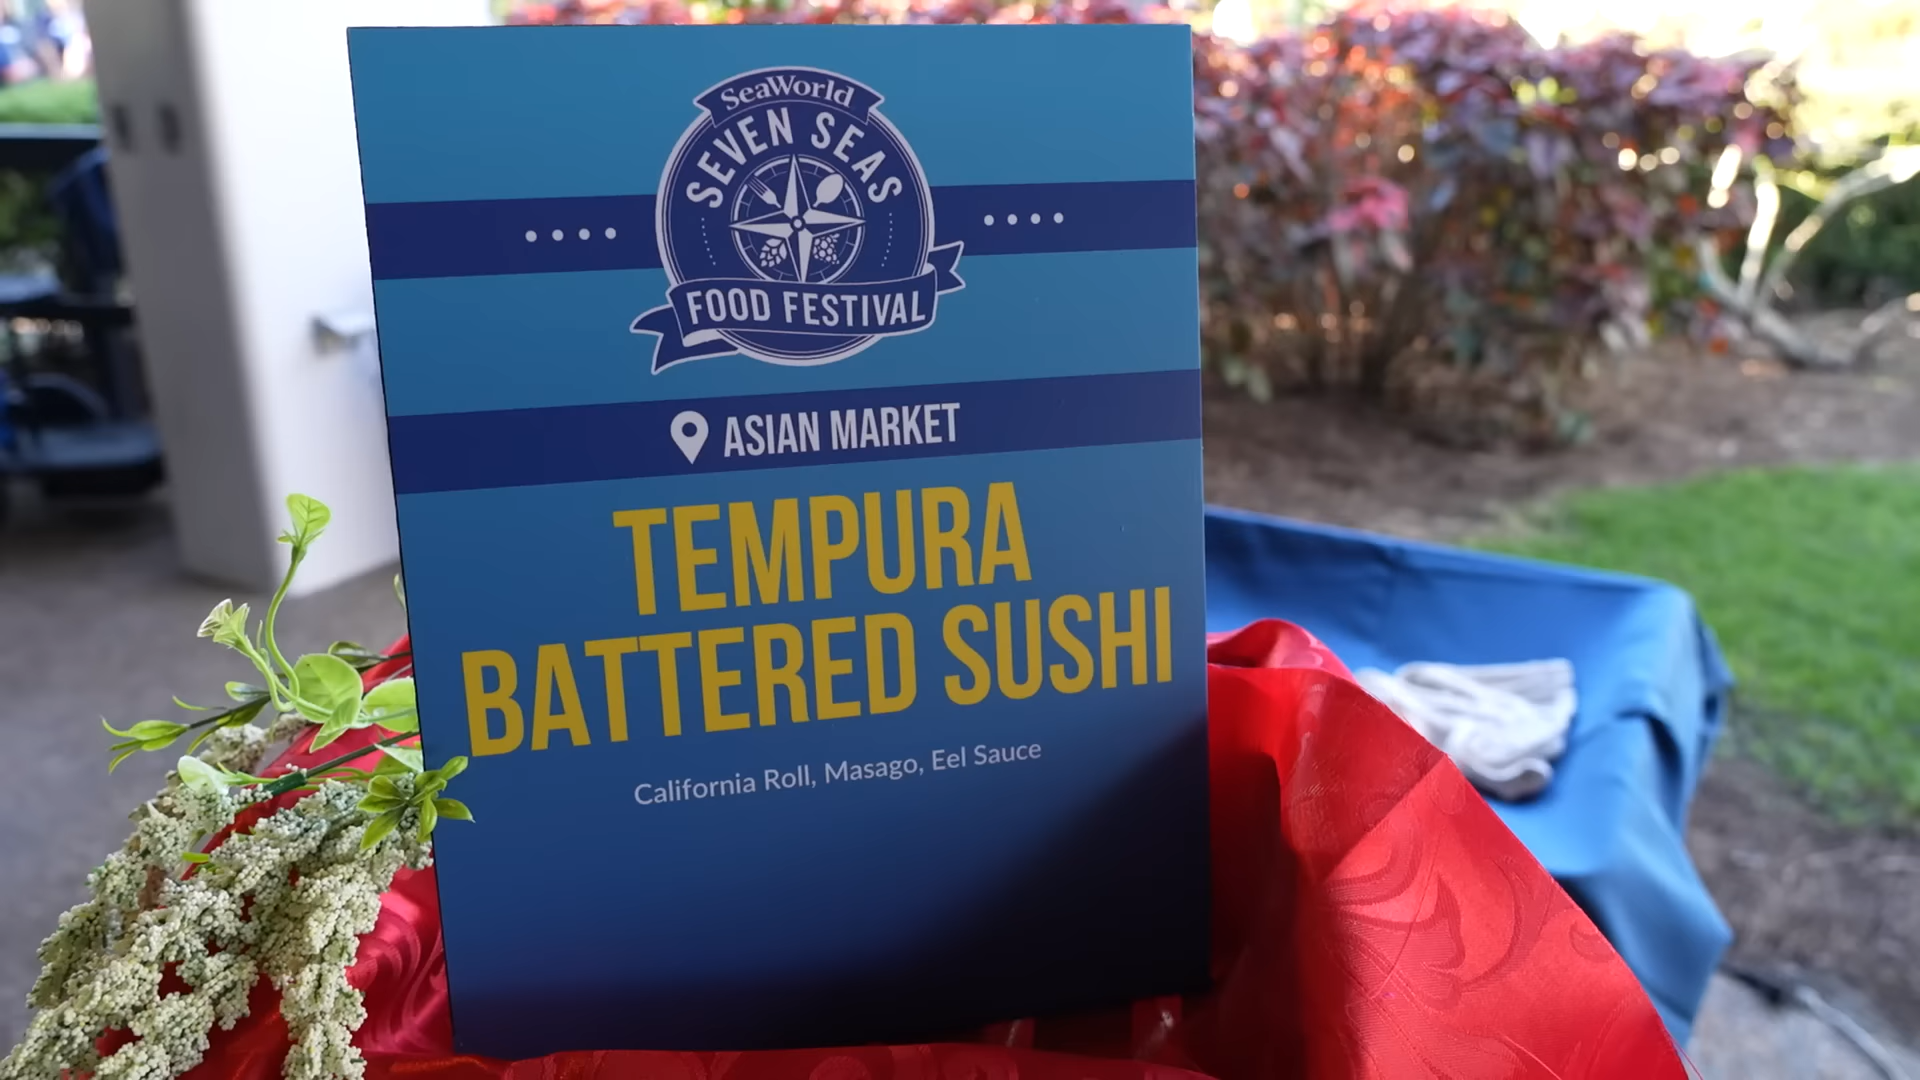 SeaWorld
SEVEN SEAS
FOOD FESTIVAL
ASIAN MARKET
TEMPURA
BATTERED SUSHI
California Roll, Masago, Eel Sauce